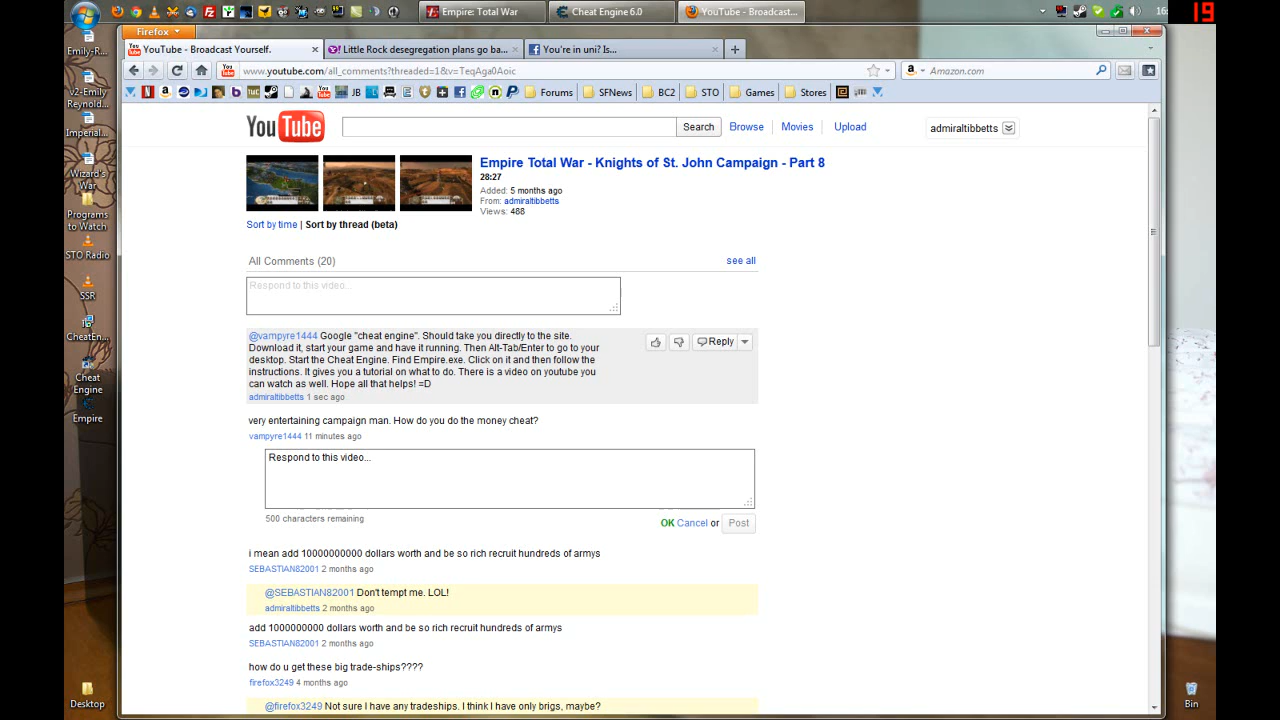 Empire: Total War
Cheat Engine 6.0
YouTube - Broadcast...
16:
19
Firefox
YouTube - Broadcast Yourself.
Little Rock desegregation plans go ba...
You're in uni? Is...
www.youtube.com/all_comments?threaded=1&v=TeqAga0Aoic
Amazon.com
JB
Forums
SFNews
BC2
STO
Games
Stores
Emily-R...
v2-Emily
Reynold...
Imperial...
Wizard's
War
Programs
to Watch
STO Radio
SSR
CheatEn...
Cheat
Engine
Empire
Desktop
Bin
YouTube
Search
Browse
Movies
Upload
admiraltibbetts
Empire Total War - Knights of St. John Campaign - Part 8
28:27
Added: 5 months ago
From: admiraltibbetts
Views: 488
Sort by time | Sort by thread (beta)
All Comments (20)
see all
Respond to this video...
@vampyre1444 Google "cheat engine". Should take you directly to the site.
Download it, start your game and have it running. Then Alt-Tab/Enter to go to your
desktop. Start the Cheat Engine. Find Empire.exe. Click on it and then follow the
instructions. It gives you a tutorial on what to do. There is a video on youtube you
can watch as well. Hope all that helps! =D
admiraltibbetts 1 sec ago
Reply
very entertaining campaign man. How do you do the money cheat?
vampyre1444 11 minutes ago
Respond to this video...
500 characters remaining
OK Cancel or Post
i mean add 10000000000 dollars worth and be so rich recruit hundreds of armys
SEBASTIAN82001 2 months ago
@SEBASTIAN82001 Don't tempt me. LOL!
admiraltibbetts 2 months ago
add 1000000000 dollars worth and be so rich recruit hundreds of armys
SEBASTIAN82001 2 months ago
how do u get these big trade-ships????
firefox3249 4 months ago
@firefox3249 Not sure I have any tradeships. I think I have only brigs, maybe?